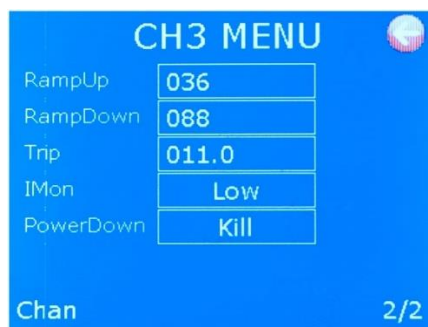 CH3 MENU
RampUp 036
RampDown 088
Trip 011.0
IMon Low
PowerDown Kill
Chan 2/2